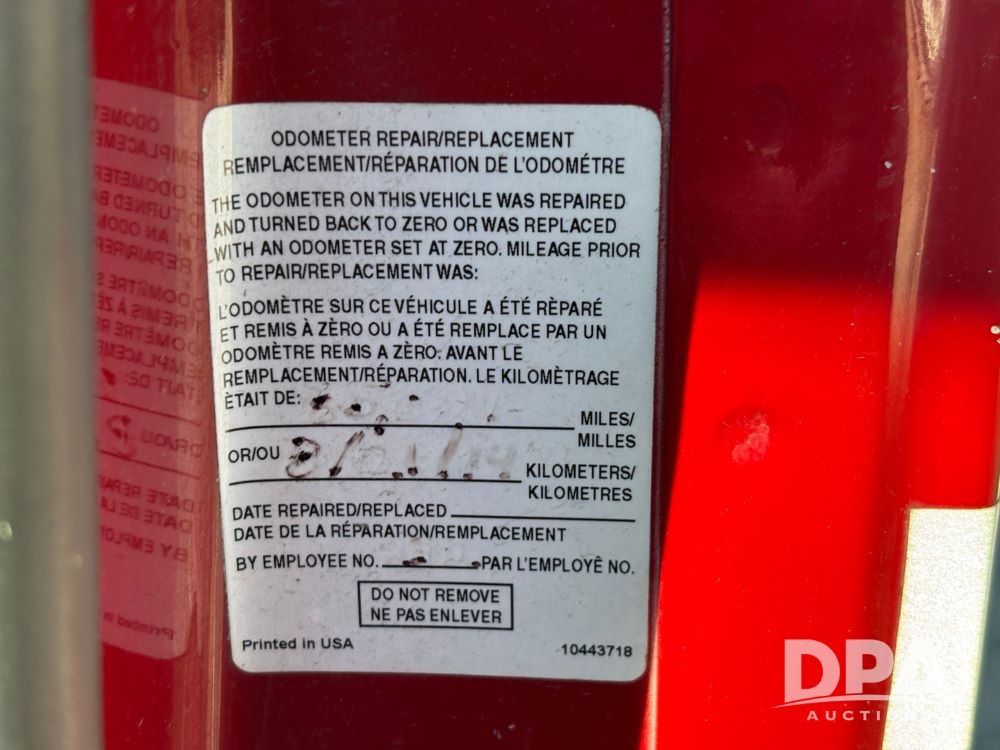 ODOMETER REPAIR/REPLACEMENT
REMPLACEMENT/RÉPARATION DE L'ODOMÉTRE
THE ODOMETER ON THIS VEHICLE WAS REPAIRED
AND TURNED BACK TO ZERO OR WAS REPLACED
WITH AN ODOMETER SET AT ZERO. MILEAGE PRIOR
TO REPAIR/REPLACEMENT WAS:
L'ODOMÈTRE SUR CE VÉHICULE A ÉTÉ RÈPARÉ
ET REMIS À ZÈRO OU A ÉTÉ REMPLACE PAR UN
ODOMÈTRE REMIS A ZÈRO. AVANT LE
REMPLACEMENT/RÉPARATION. LE KILOMÈTRAGE
ÈTAIT DE:
MILES/
MILLES
OR/OU
KILOMETERS/
KILOMETRES
DATE REPAIRED/REPLACED
DATE DE LA RÉPARATION/REMPLACEMENT
BY EMPLOYEE NO. PAR L'EMPLOYÊ NO.
DO NOT REMOVE
NE PAS ENLEVER
Printed in USA 10443718
DPA